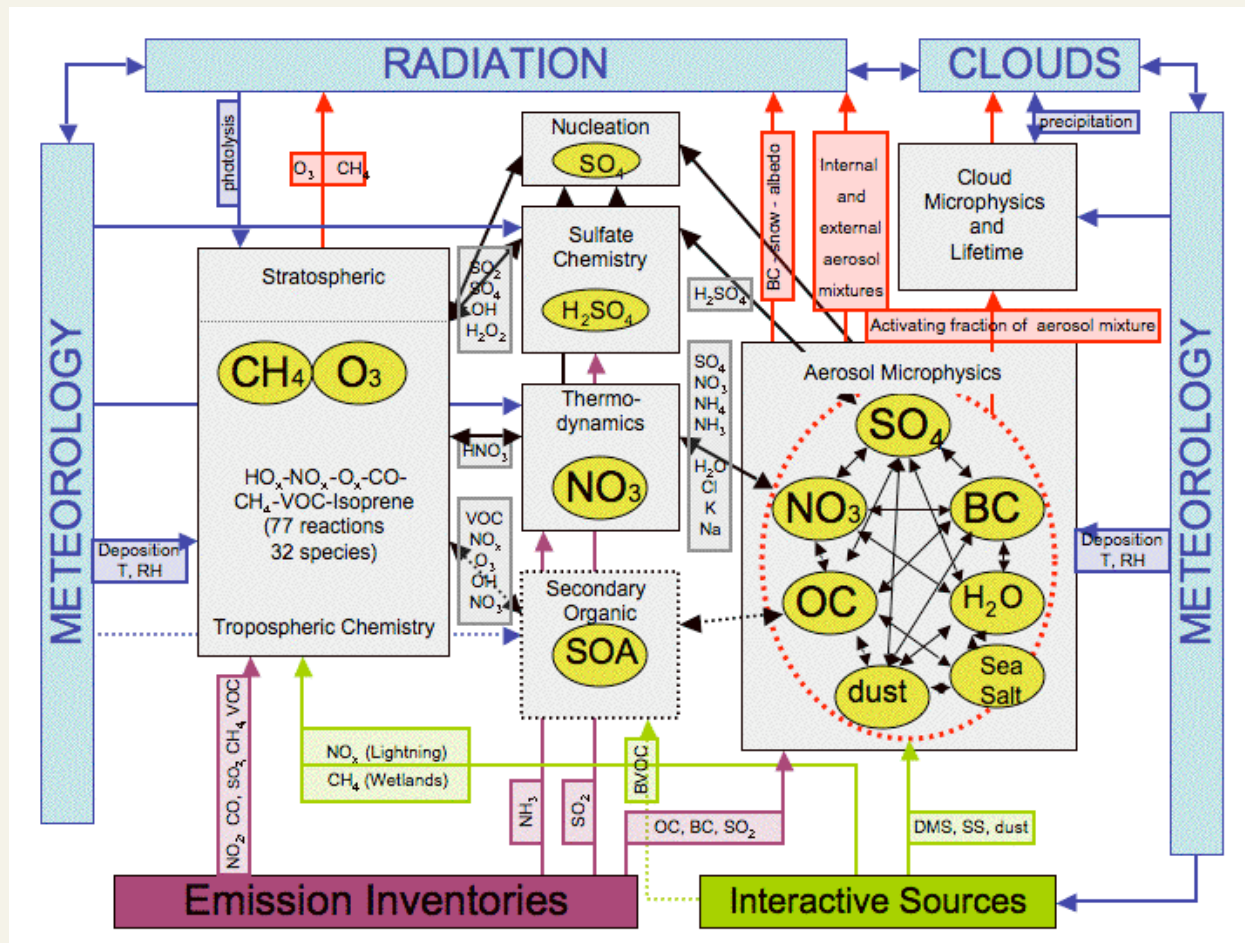 RADIATION
CLOUDS
METEOROLOGY
photolysis
O₃ CH₄
Nucleation
SO₄
BC - snow - albedo
Internal
and
external
aerosol
mixtures
precipitation
Cloud
Microphysics
and
Lifetime
METEOROLOGY
Stratospheric
CH₄
O₃
HOₓ-NOₓ-Oₓ-CO-
CH₄-VOC-Isoprene
(77 reactions
32 species)
Tropospheric Chemistry
SO₂
SO₄
OH
H₂O₂
Sulfate
Chemistry
H₂SO₄
H₂SO₄
Activating fraction of aerosol mixture
Thermo-
dynamics
NO₃
HNO₃
SO₄
NO₃
NH₄
NH₃
H₂O
Cl
K
Na
Aerosol Microphysics
SO₄
NO₃
BC
OC
H₂O
dust
Sea
Salt
Deposition
T, RH
Deposition
T, RH
VOC
NOₓ
O₃
OH
NO₃
Secondary
Organic
SOA
NO₂, CO, SO₂, CH₄, VOC
NOₓ (Lightning)
CH₄ (Wetlands)
NH₃
SO₂
BVOC
OC, BC, SO₂
DMS, SS, dust
Emission Inventories
Interactive Sources